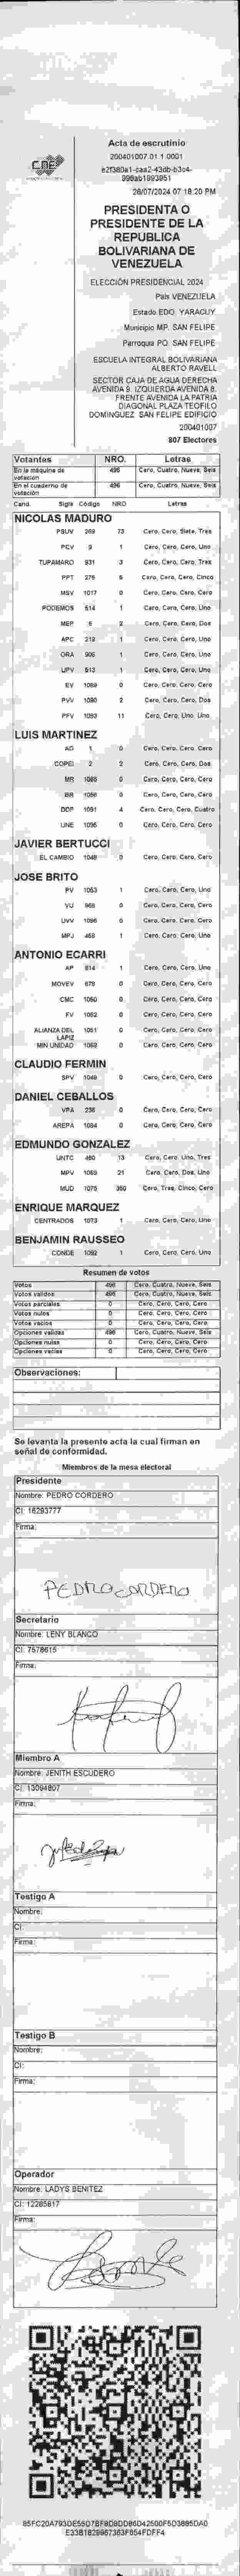 CNE
Acta de escrutinio
200401007.01.1.0001
28/07/2024 07:18:20 PM
PRESIDENTA O
PRESIDENTE DE LA
REPUBLICA
BOLIVARIANA DE
VENEZUELA
ELECCIÓN PRESIDENCIAL 2024
País VENEZUELA
Estado EDO. YARACUY
Municipio MP. SAN FELIPE
Parroquia PQ. SAN FELIPE
ESCUELA INTEGRAL BOLIVARIANA
ALBERTO RAVELL
SECTOR CAJA DE AGUA DERECHA
AVENIDA 9. IZQUIERDA AVENIDA 8.
FRENTE AVENIDA LA PATRIA
DIAGONAL PLAZA TEOFILO
DOMINGUEZ SAN FELIPE EDIFICIO
200401007
807 Electores
Votantes NRO. Letras
En la máquina de votación 496 Cero, Cuatro, Nueve, Seis
En el cuaderno de votación 496 Cero, Cuatro, Nueve, Seis
Cand. Sigla Código NRO Letras
NICOLAS MADURO
PSUV 269 73 Cero, Cero, Siete, Tres
PCV 9 1 Cero, Cero, Cero, Uno
TUPAMARO 931 3 Cero, Cero, Cero, Tres
PPT 276 5 Cero, Cero, Cero, Cinco
MSV 1017 0 Cero, Cero, Cero, Cero
PODEMOS 514 1 Cero, Cero, Cero, Uno
MEP 6 2 Cero, Cero, Cero, Dos
APC 219 1 Cero, Cero, Cero, Uno
ORA 906 1 Cero, Cero, Cero, Uno
UPV 513 1 Cero, Cero, Cero, Uno
EV 1089 0 Cero, Cero, Cero, Cero
PVV 1080 2 Cero, Cero, Cero, Dos
PFV 1093 11 Cero, Cero, Uno, Uno
LUIS MARTINEZ
AD 1 0 Cero, Cero, Cero, Cero
COPEI 2 2 Cero, Cero, Cero, Dos
MR 1086 0 Cero, Cero, Cero, Cero
BR 1056 0 Cero, Cero, Cero, Cero
DDP 1091 4 Cero, Cero, Cero, Cuatro
UNE 1095 0 Cero, Cero, Cero, Cero
JAVIER BERTUCCI
EL CAMBIO 1048 0 Cero, Cero, Cero, Cero
JOSE BRITO
PV 1053 1 Cero, Cero, Cero, Uno
VU 968 0 Cero, Cero, Cero, Cero
UVV 1096 0 Cero, Cero, Cero, Cero
MPJ 458 1 Cero, Cero, Cero, Uno
ANTONIO ECARRI
AP 814 1 Cero, Cero, Cero, Uno
MOVEV 678 0 Cero, Cero, Cero, Cero
CMC 1060 0 Cero, Cero, Cero, Cero
FV 1082 0 Cero, Cero, Cero, Cero
ALIANZA DEL LAPIZ 1051 0 Cero, Cero, Cero, Cero
MIN UNIDAD 1068 0 Cero, Cero, Cero, Cero
CLAUDIO FERMIN
SPV 1049 0 Cero, Cero, Cero, Cero
DANIEL CEBALLOS
VPA 236 0 Cero, Cero, Cero, Cero
AREPA 1084 0 Cero, Cero, Cero, Cero
EDMUNDO GONZALEZ
UNTC 480 13 Cero, Cero, Uno, Tres
MPV 1069 21 Cero, Cero, Dos, Uno
MUD 1075 350 Cero, Tres, Cinco, Cero
ENRIQUE MARQUEZ
CENTRADOS 1073 1 Cero, Cero, Cero, Uno
BENJAMIN RAUSSEO
CONDE 1092 1 Cero, Cero, Cero, Uno
Resumen de votos
Votos 496 Cero, Cuatro, Nueve, Seis
Votos validos 496 Cero, Cuatro, Nueve, Seis
Votos parciales 0 Cero, Cero, Cero, Cero
Votos nulos 0 Cero, Cero, Cero, Cero
Votos vacios 0 Cero, Cero, Cero, Cero
Opciones validas 496 Cero, Cuatro, Nueve, Seis
Opciones nulas 0 Cero, Cero, Cero, Cero
Opciones vacias 0 Cero, Cero, Cero, Cero
Observaciones:
Se levanta la presente acta la cual firman en
señal de conformidad.
Miembros de la mesa electoral
Presidente
Nombre: PEDRO CORDERO
CI: 16293777
Firma:
PEDRO CORDERO
Secretario
Nombre: LENY BLANCO
CI: 7578615
Firma:
Miembro A
Nombre: JENITH ESCUDERO
CI: 13094807
Firma:
Testigo A
Nombre:
CI:
Firma:
Testigo B
Nombre:
CI:
Firma:
Operador
Nombre: LADYS BENITEZ
CI: 12285817
Firma: